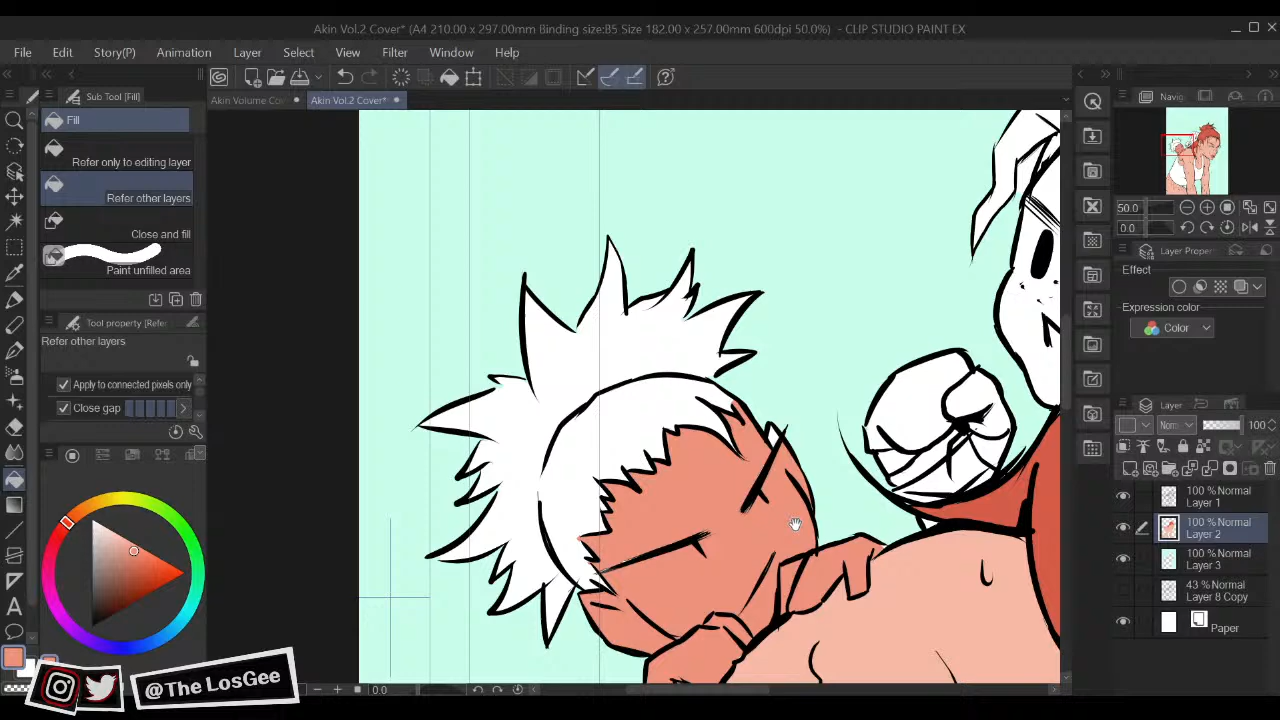 Akin Vol.2 Cover* (A4 210.00 x 297.00mm Binding size:B5 Size 182.00 x 257.00mm 600dpi 50.0%) - CLIP STUDIO PAINT EX
File Edit Story(P) Animation Layer Select View Filter Window Help
Sub Tool [Fill]
Akin Volume Co
Akin Vol.2 Cover*
Fill
Refer only to editing layer
Refer other layers
Close and fill
Paint unfilled area
Tool property [Refer
Refer other layers
Apply to connected pixels only
Close gap
Navig
50.0
0.0
Layer Proper
Effect
Expression color
Color
Layer
Norm
100
100 % Normal
Layer 1
100 % Normal
Layer 2
100 % Normal
Layer 3
43 % Normal
Layer 8 Copy
Paper
0.0
@The LosGee